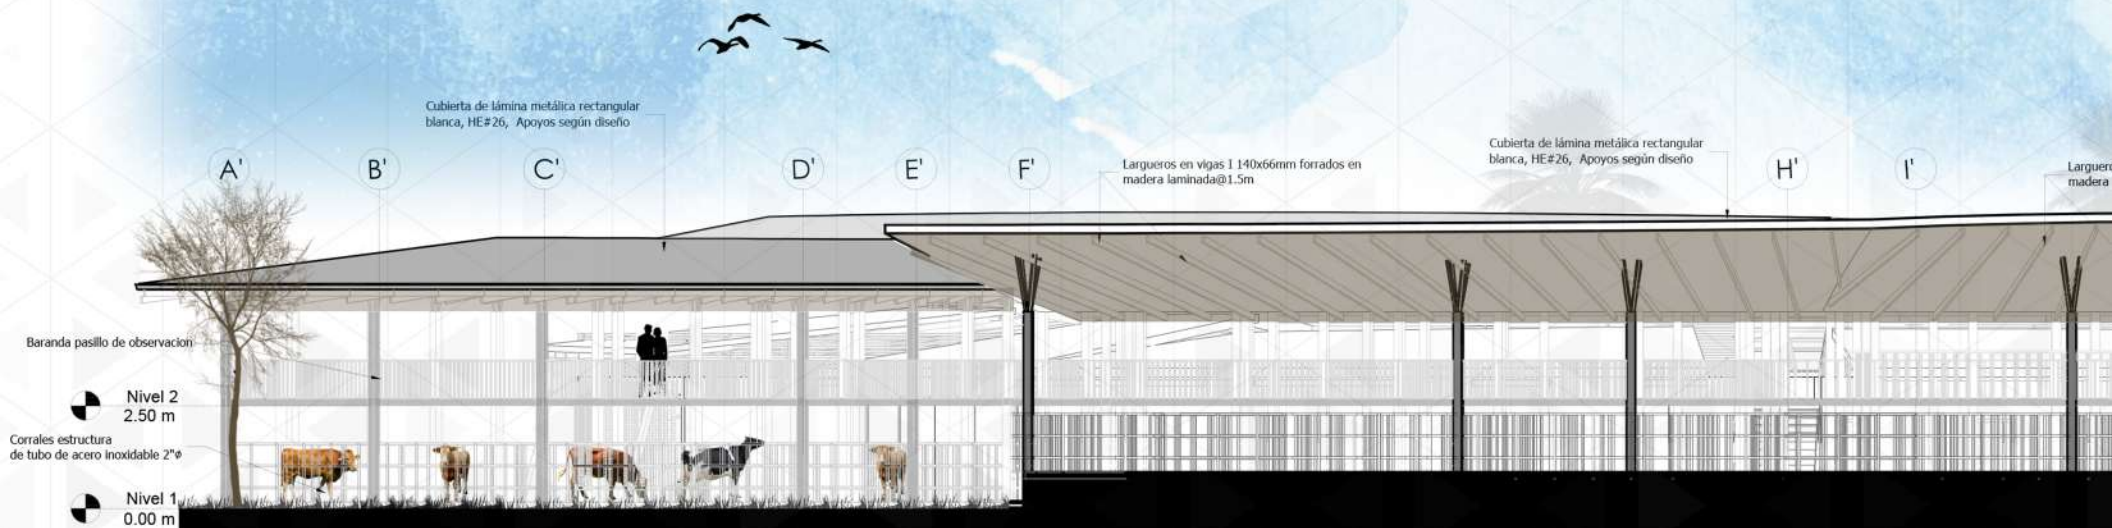 Cubierta de lámina metálica rectangular
blanca, HE#26, Apoyos según diseño
Cubierta de lámina metálica rectangular
blanca, HE#26, Apoyos según diseño
A'
B'
C'
D'
E'
F'
Largueros en vigas I 140x66mm forrados en
madera laminada@1.5m
H'
I'
Larguero
madera
Baranda pasillo de observacion
Nivel 2
2.50 m
Corrales estructura
de tubo de acero inoxidable 2"ø
Nivel 1
0.00 m